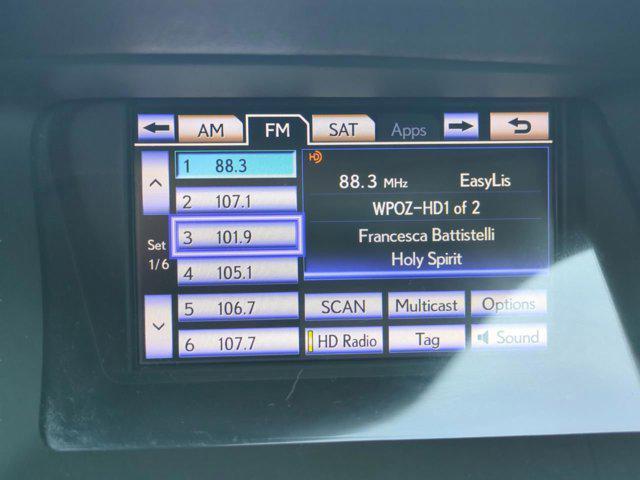 AM FM SAT Apps
1 88.3
2 107.1
3 101.9
4 105.1
5 106.7
6 107.7
Set
1/6
HD
88.3 MHz EasyLis
WPOZ-HD1 of 2
Francesca Battistelli
Holy Spirit
SCAN Multicast Options
HD Radio Tag Sound